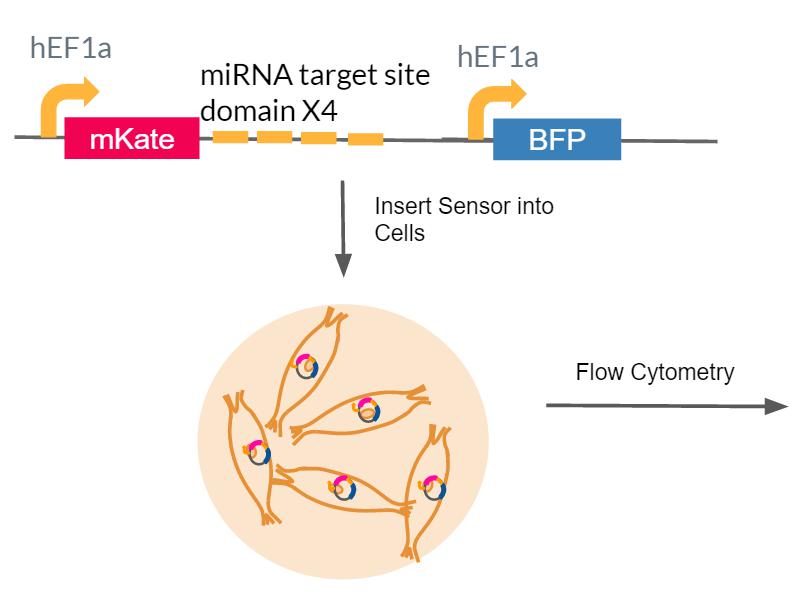 hEF1a
miRNA target site
domain X4
hEF1a
mKate
BFP
Insert Sensor into
Cells
Flow Cytometry